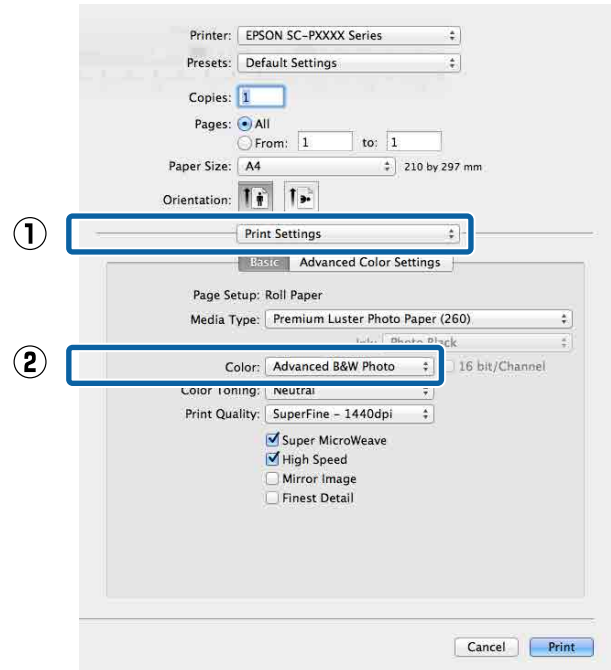 Printer: EPSON SC-PXXXX Series
Presets: Default Settings
Copies: 1
Pages: All
From: 1 to: 1
Paper Size: A4 210 by 297 mm
Orientation:
① Print Settings
Basic Advanced Color Settings
Page Setup: Roll Paper
Media Type: Premium Luster Photo Paper (260)
Ink: Photo Black
② Color: Advanced B&W Photo 16 bit/Channel
Color Toning: Neutral
Print Quality: SuperFine - 1440dpi
Super MicroWeave
High Speed
Mirror Image
Finest Detail
Cancel Print